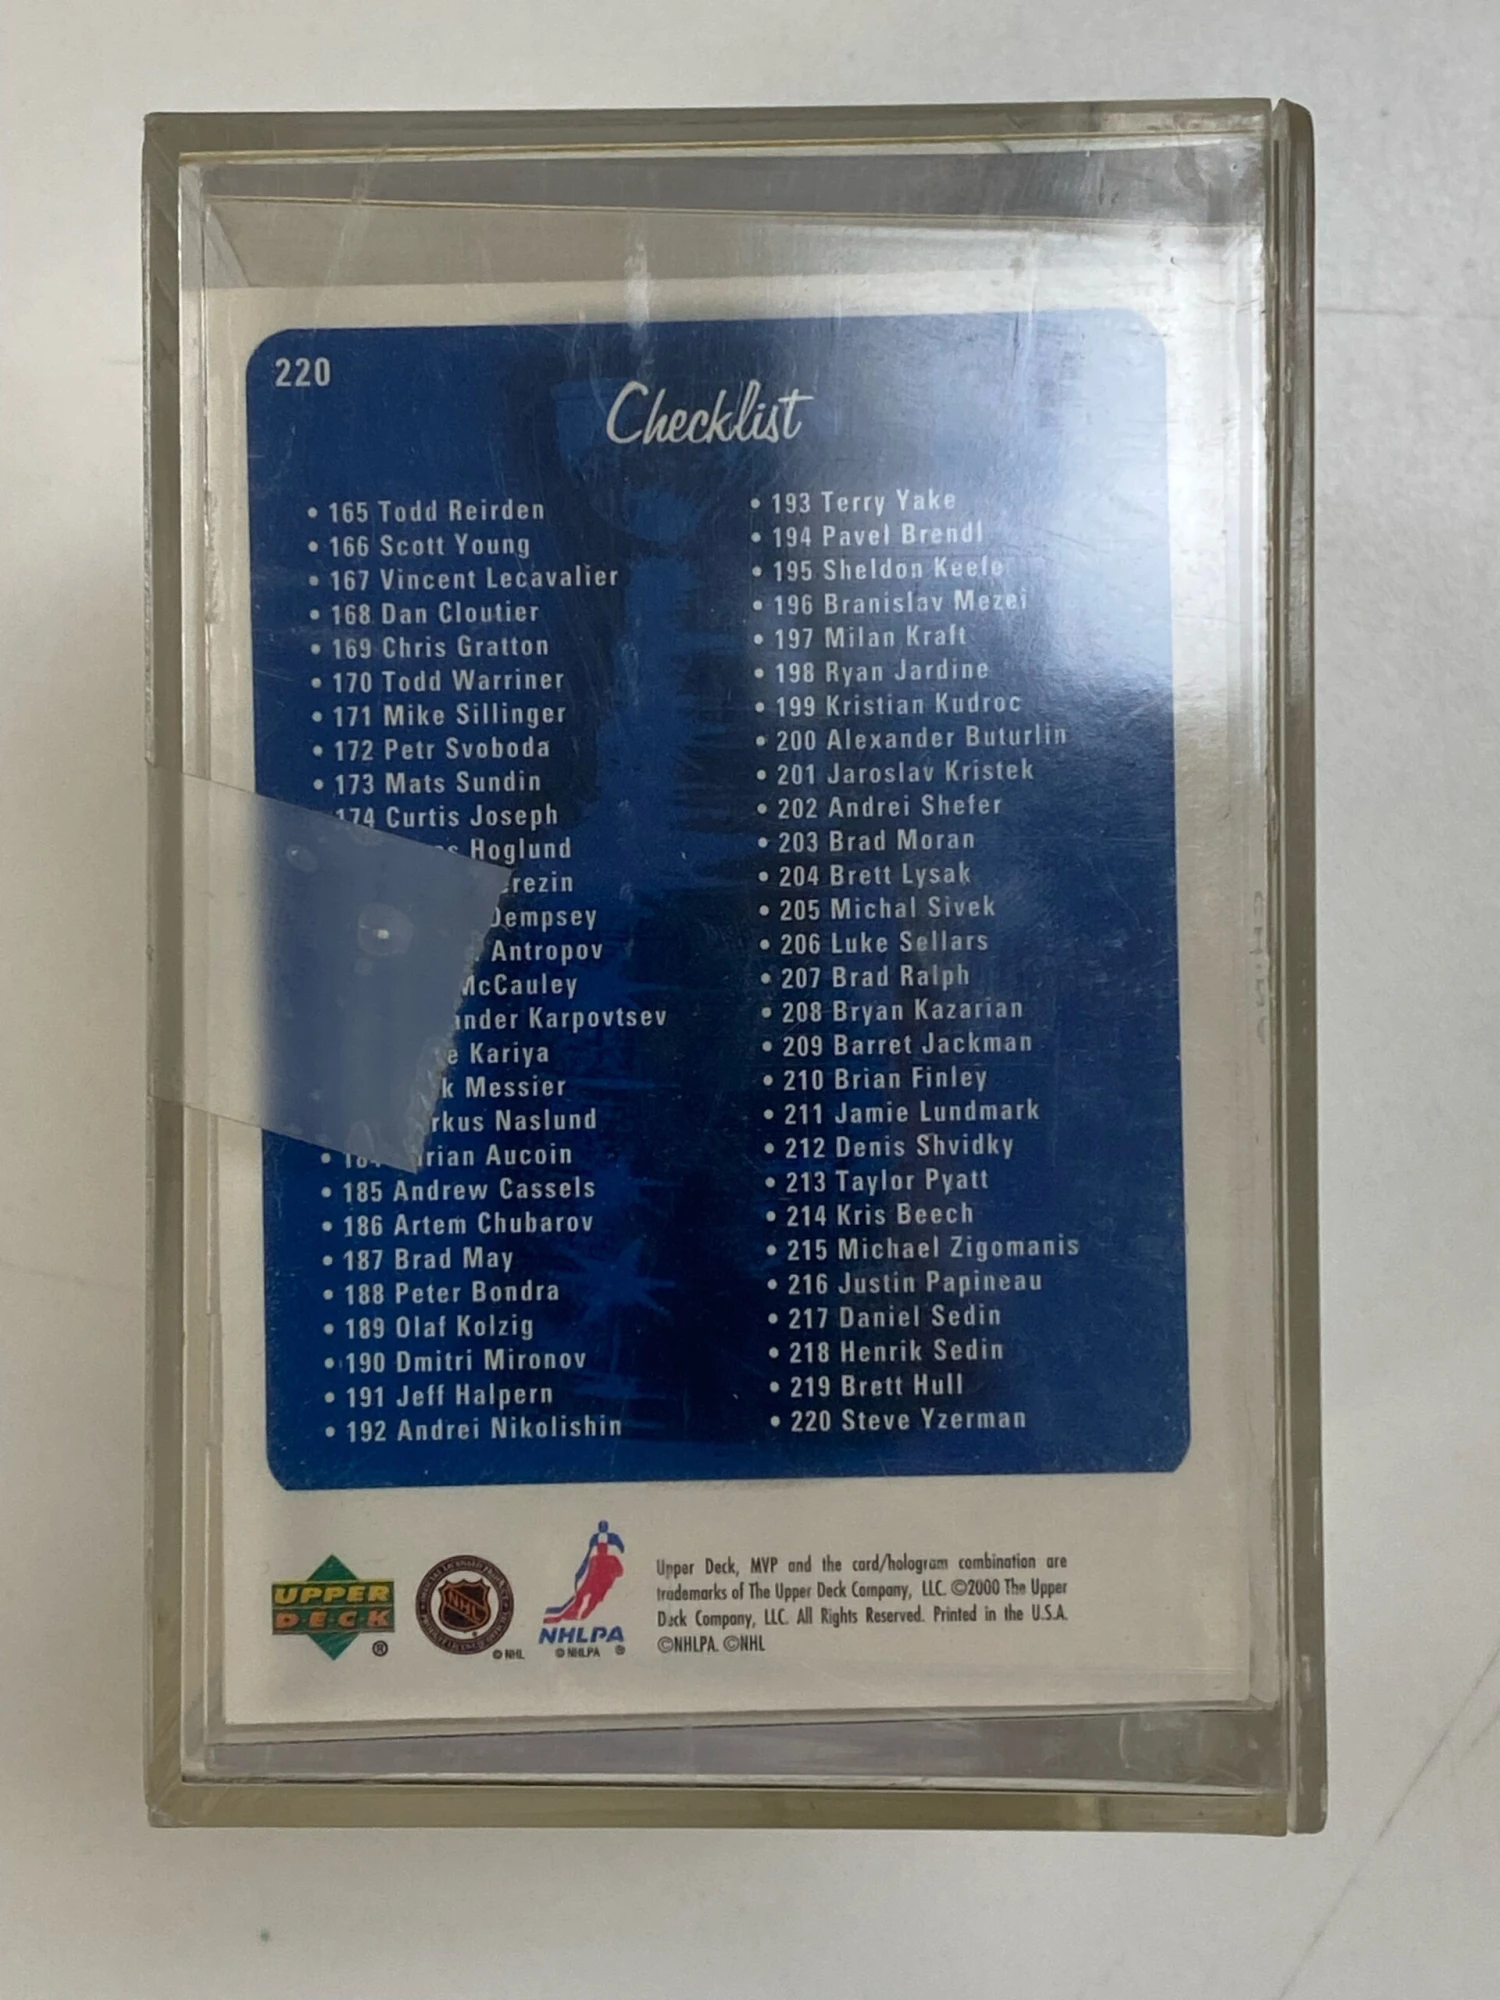 220
Checklist
• 165 Todd Reirden
• 166 Scott Young
• 167 Vincent Lecavalier
• 168 Dan Cloutier
• 169 Chris Gratton
• 170 Todd Warriner
• 171 Mike Sillinger
• 172 Petr Svoboda
• 173 Mats Sundin
174 Curtis Joseph
Hoglund
Antropov
McCauley
Karpovtsev
Kariya
Messier
Naslund
Aucoin
• 185 Andrew Cassels
• 186 Artem Chubarov
• 187 Brad May
• 188 Peter Bondra
• 189 Olaf Kolzig
• 190 Dmitri Mironov
• 191 Jeff Halpern
• 192 Andrei Nikolishin
• 193 Terry Yake
• 194 Pavel Brendl
• 195 Sheldon Keefe
• 196 Branislav Mezei
• 197 Milan Kraft
• 198 Ryan Jardine
• 199 Kristian Kudroc
• 200 Alexander Buturlin
• 201 Jaroslav Kristek
• 202 Andrei Shefer
• 203 Brad Moran
• 204 Brett Lysak
• 205 Michal Sivek
• 206 Luke Sellars
• 207 Brad Ralph
• 208 Bryan Kazarian
• 209 Barret Jackman
• 210 Brian Finley
• 211 Jamie Lundmark
• 212 Denis Shvidky
• 213 Taylor Pyatt
• 214 Kris Beech
• 215 Michael Zigomanis
• 216 Justin Papineau
• 217 Daniel Sedin
• 218 Henrik Sedin
• 219 Brett Hull
• 220 Steve Yzerman
UPPER
DECK
®
NHL
© NHL
NHLPA
© NHLPA ®
Upper Deck, MVP and the card/hologram combination are
trademarks of The Upper Deck Company, LLC. ©2000 The Upper
Deck Company, LLC. All Rights Reserved. Printed in the U.S.A.
©NHLPA. ©NHL